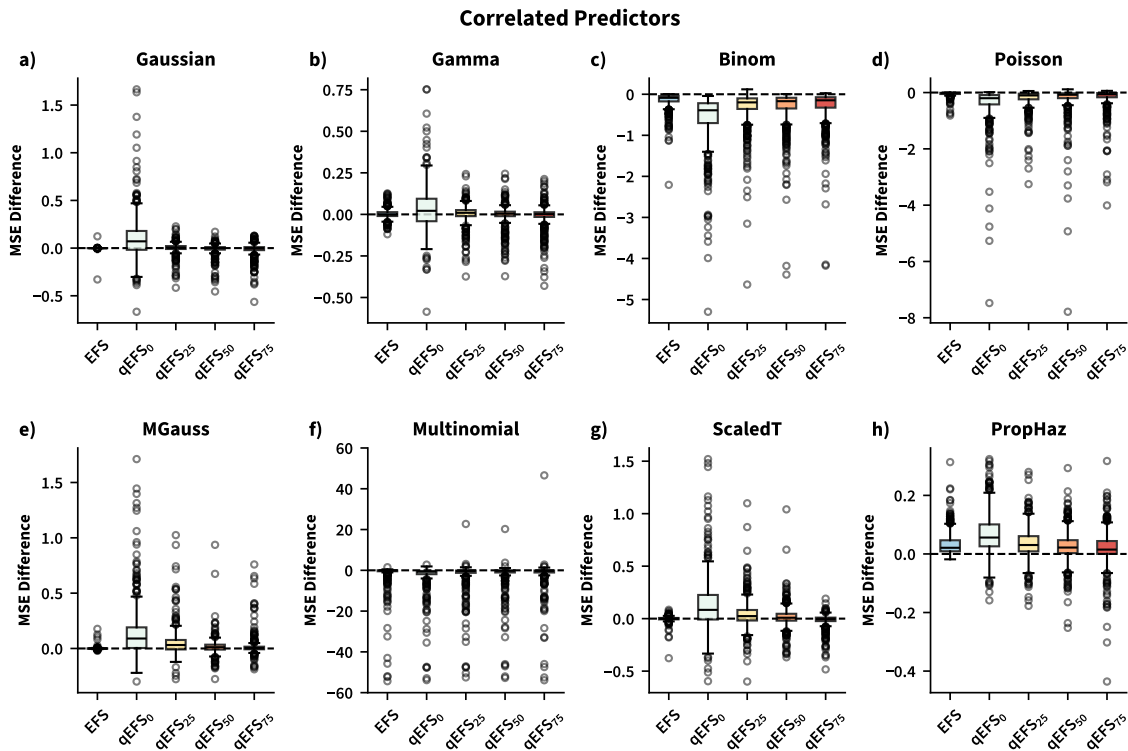 Correlated Predictors
a) Gaussian
MSE Difference
1.5
1.0
0.5
0.0
−0.5
EFS qEFS₀ qEFS₂₅ qEFS₅₀ qEFS₇₅
b) Gamma
MSE Difference
0.75
0.50
0.25
0.00
−0.25
−0.50
EFS qEFS₀ qEFS₂₅ qEFS₅₀ qEFS₇₅
c) Binom
MSE Difference
0
−1
−2
−3
−4
−5
EFS qEFS₀ qEFS₂₅ qEFS₅₀ qEFS₇₅
d) Poisson
MSE Difference
0
−2
−4
−6
−8
EFS qEFS₀ qEFS₂₅ qEFS₅₀ qEFS₇₅
e) MGauss
MSE Difference
1.5
1.0
0.5
0.0
EFS qEFS₀ qEFS₂₅ qEFS₅₀ qEFS₇₅
f) Multinomial
MSE Difference
60
40
20
0
−20
−40
−60
EFS qEFS₀ qEFS₂₅ qEFS₅₀ qEFS₇₅
g) ScaledT
MSE Difference
1.5
1.0
0.5
0.0
−0.5
EFS qEFS₀ qEFS₂₅ qEFS₅₀ qEFS₇₅
h) PropHaz
MSE Difference
0.2
0.0
−0.2
−0.4
EFS qEFS₀ qEFS₂₅ qEFS₅₀ qEFS₇₅